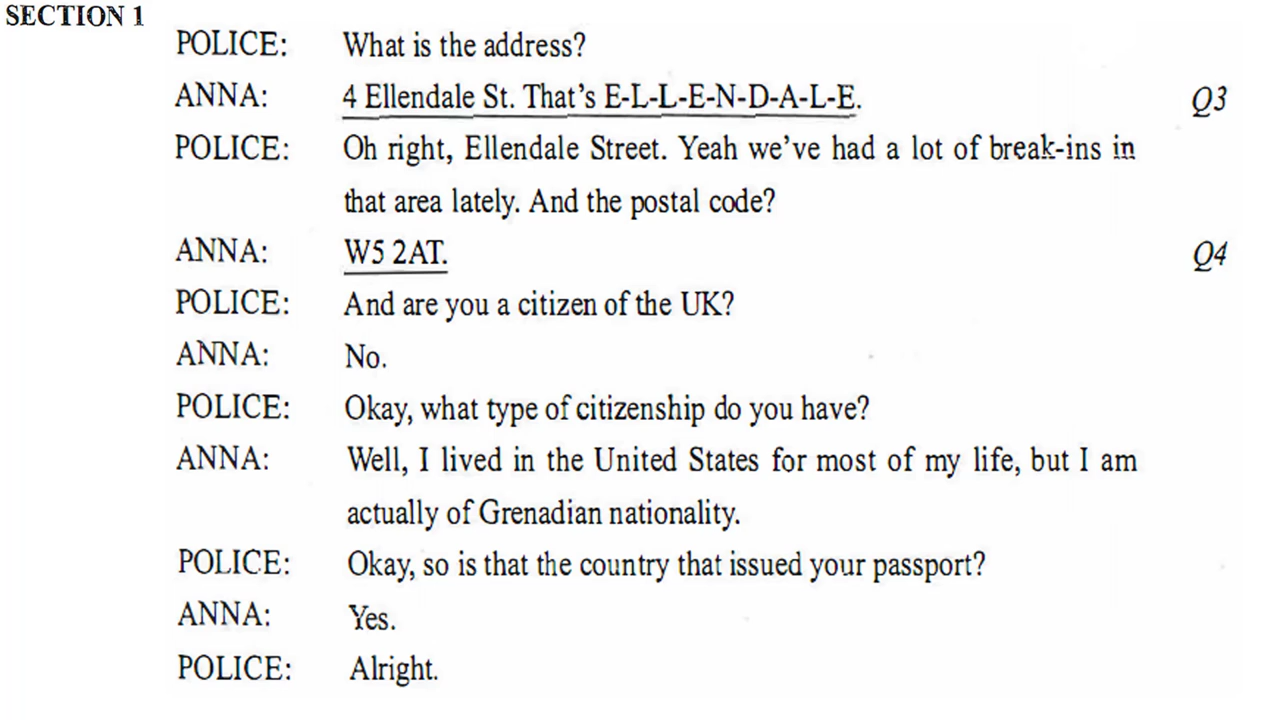 SECTION 1
POLICE: What is the address?
ANNA: 4 Ellendale St. That's E-L-L-E-N-D-A-L-E. Q3
POLICE: Oh right, Ellendale Street. Yeah we've had a lot of break-ins in
that area lately. And the postal code?
ANNA: W5 2AT. Q4
POLICE: And are you a citizen of the UK?
ANNA: No.
POLICE: Okay, what type of citizenship do you have?
ANNA: Well, I lived in the United States for most of my life, but I am
actually of Grenadian nationality.
POLICE: Okay, so is that the country that issued your passport?
ANNA: Yes.
POLICE: Alright.